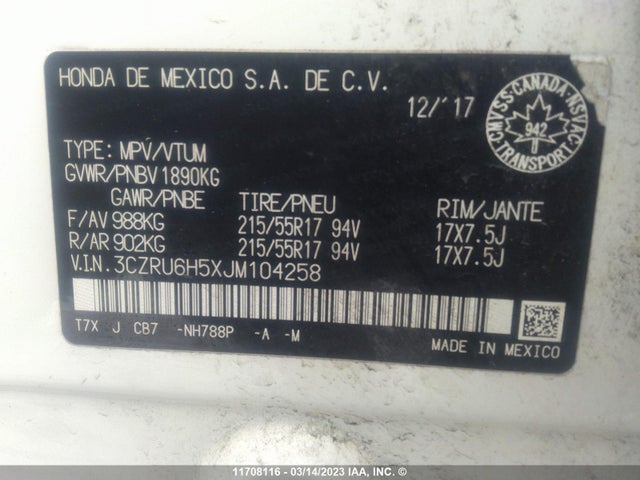 HONDA DE MEXICO S.A. DE C.V.
12/'17
TYPE: MPV/VTUM
GVWR/PNBV 1890KG
GAWR/PNBE TIRE/PNEU RIM/JANTE
F/AV 988KG 215/55R17 94V 17X7.5J
R/AR 902KG 215/55R17 94V 17X7.5J
V.I.N. 3CZRU6H5XJM104258
T7X J CB7 -NH788P -A -M
MADE IN MEXICO
CMVSS·CANADA·NSVAC
942
TRANSPORT
11708116 - 03/14/2023 IAA, INC.©